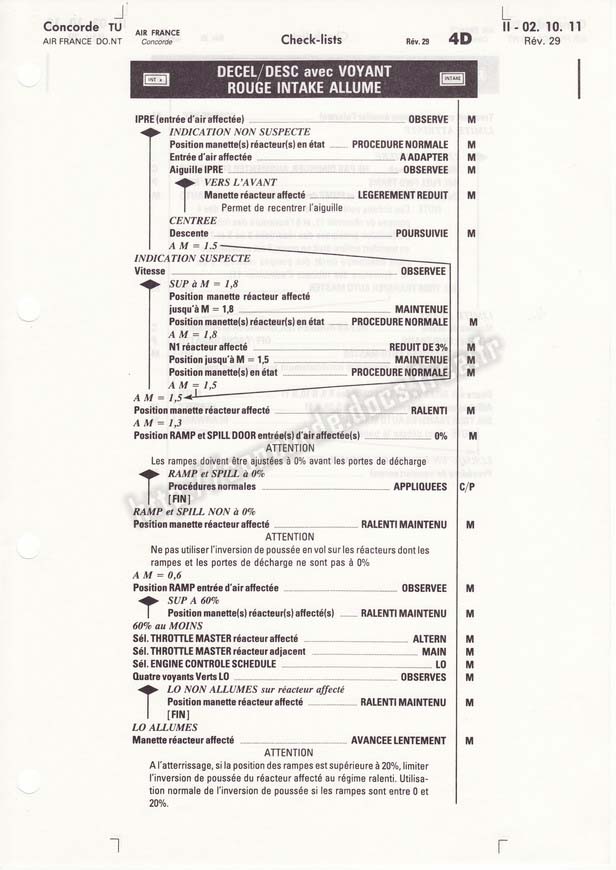 Concorde TU
AIR FRANCE DO.NT
AIR FRANCE
Concorde
Check-lists
Rév. 29
4D
II - 02. 10. 11
Rév. 29
DECEL/DESC avec VOYANT
ROUGE INTAKE ALLUME
INTAKE
IPRE (entrée d'air affectée) OBSERVE M
INDICATION NON SUSPECTE
Position manette(s) réacteur(s) en état PROCEDURE NORMALE M
Entrée d'air affectée A ADAPTER M
Aiguille IPRE OBSERVEE M
VERS L'AVANT
Manette réacteur affecté LEGEREMENT REDUIT M
Permet de recentrer l'aiguille
CENTREE
Descente POURSUIVIE M
A M = 1.5
INDICATION SUSPECTE
Vitesse OBSERVEE
SUP à M = 1,8
Position manette réacteur affecté
jusqu'à M = 1,8 MAINTENUE
Position manette(s) réacteur(s) en état PROCEDURE NORMALE M
A M = 1,8
N1 réacteur affecté REDUIT DE 3% M
Position jusqu'à M = 1,5 MAINTENUE M
Position manette(s) en état PROCEDURE NORMALE M
A M = 1,5
A M = 1,5
Position manette réacteur affecté RALENTI M
A M = 1,3
Position RAMP et SPILL DOOR entrée(s) d'air affectée(s) 0% M
ATTENTION
Les rampes doivent être ajustées à 0% avant les portes de décharge
RAMP et SPILL à 0%
Procédures normales APPLIQUEES C/P
[FIN]
RAMP et SPILL NON à 0%
Position manette réacteur affecté RALENTI MAINTENU M
ATTENTION
Ne pas utiliser l'inversion de poussée en vol sur les réacteurs dont les
rampes et les portes de décharge ne sont pas à 0%
A M = 0,6
Position RAMP entrée d'air affectée OBSERVEE M
SUP A 60%
Position manette(s) réacteur(s) affecté(s) RALENTI MAINTENU M
60% au MOINS
Sél. THROTTLE MASTER réacteur affecté ALTERN M
Sél. THROTTLE MASTER réacteur adjacent MAIN M
Sél. ENGINE CONTROLE SCHEDULE LO M
Quatre voyants Verts LO OBSERVES M
LO NON ALLUMES sur réacteur affecté
Position manette réacteur affecté RALENTI MAINTENU M
[FIN]
LO ALLUMES
Manette réacteur affecté AVANCEE LENTEMENT M
ATTENTION
A l'atterrissage, si la position des rampes est supérieure à 20%, limiter
l'inversion de poussée du réacteur affecté au régime ralenti. Utilisa-
tion normale de l'inversion de poussée si les rampes sont entre 0 et
20%.